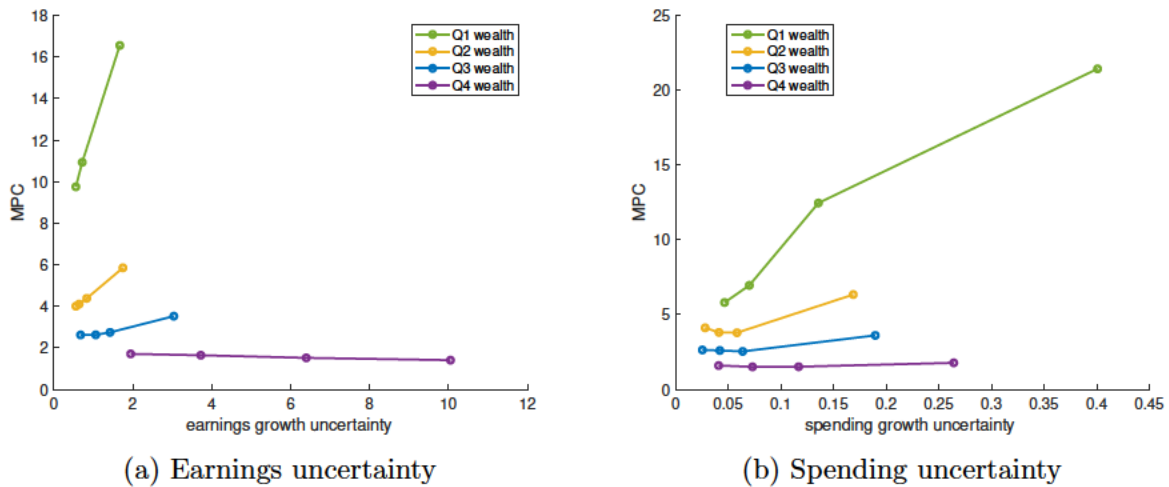 18
16
14
12
10
8
6
4
2
0
MPC
0 2 4 6 8 10 12
earnings growth uncertainty
Q1 wealth
Q2 wealth
Q3 wealth
Q4 wealth
(a) Earnings uncertainty
25
20
15
10
5
0
MPC
0 0.05 0.1 0.15 0.2 0.25 0.3 0.35 0.4 0.45
spending growth uncertainty
Q1 wealth
Q2 wealth
Q3 wealth
Q4 wealth
(b) Spending uncertainty